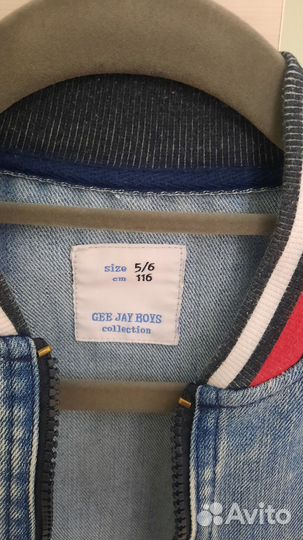 size 5/6
cm 116
GEE JAY BOYS
collection
Avito